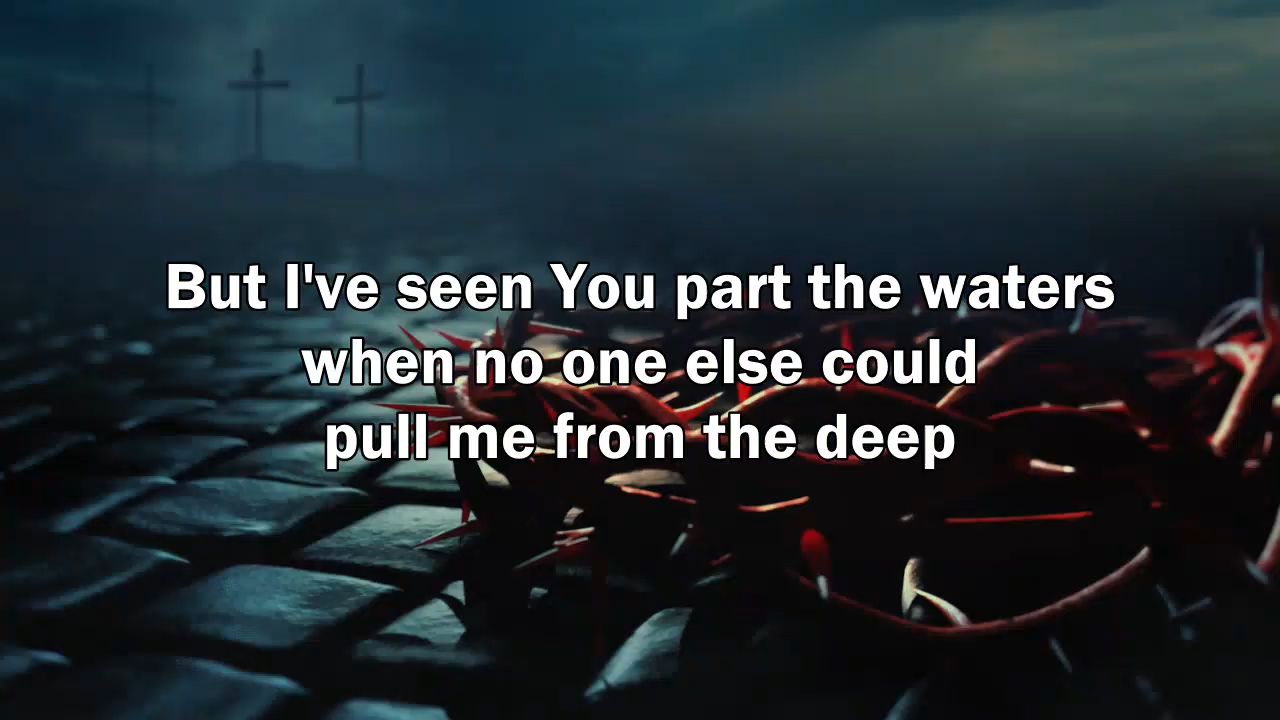 But I've seen You part the waters
when no one else could
pull me from the deep